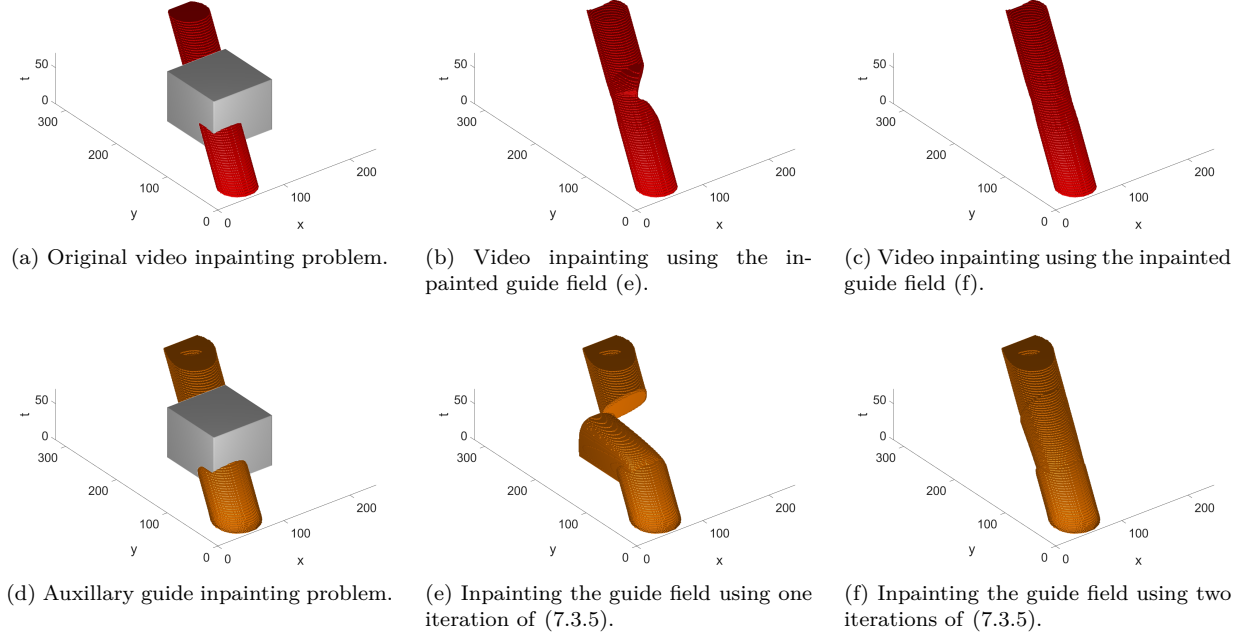 t
50
0
300
200
100
0
y
0
100
200
x
t
50
0
300
200
100
0
y
0
100
200
x
t
50
0
300
200
100
0
y
0
100
200
x
(a) Original video inpainting problem.
(b) Video inpainting using the in-
painted guide field (e).
(c) Video inpainting using the inpainted
guide field (f).
t
50
0
300
200
100
0
y
0
100
200
x
t
50
0
300
200
100
0
y
0
100
200
x
t
50
0
300
200
100
0
y
0
100
200
x
(d) Auxillary guide inpainting problem.
(e) Inpainting the guide field using one
iteration of (7.3.5).
(f) Inpainting the guide field using two
iterations of (7.3.5).